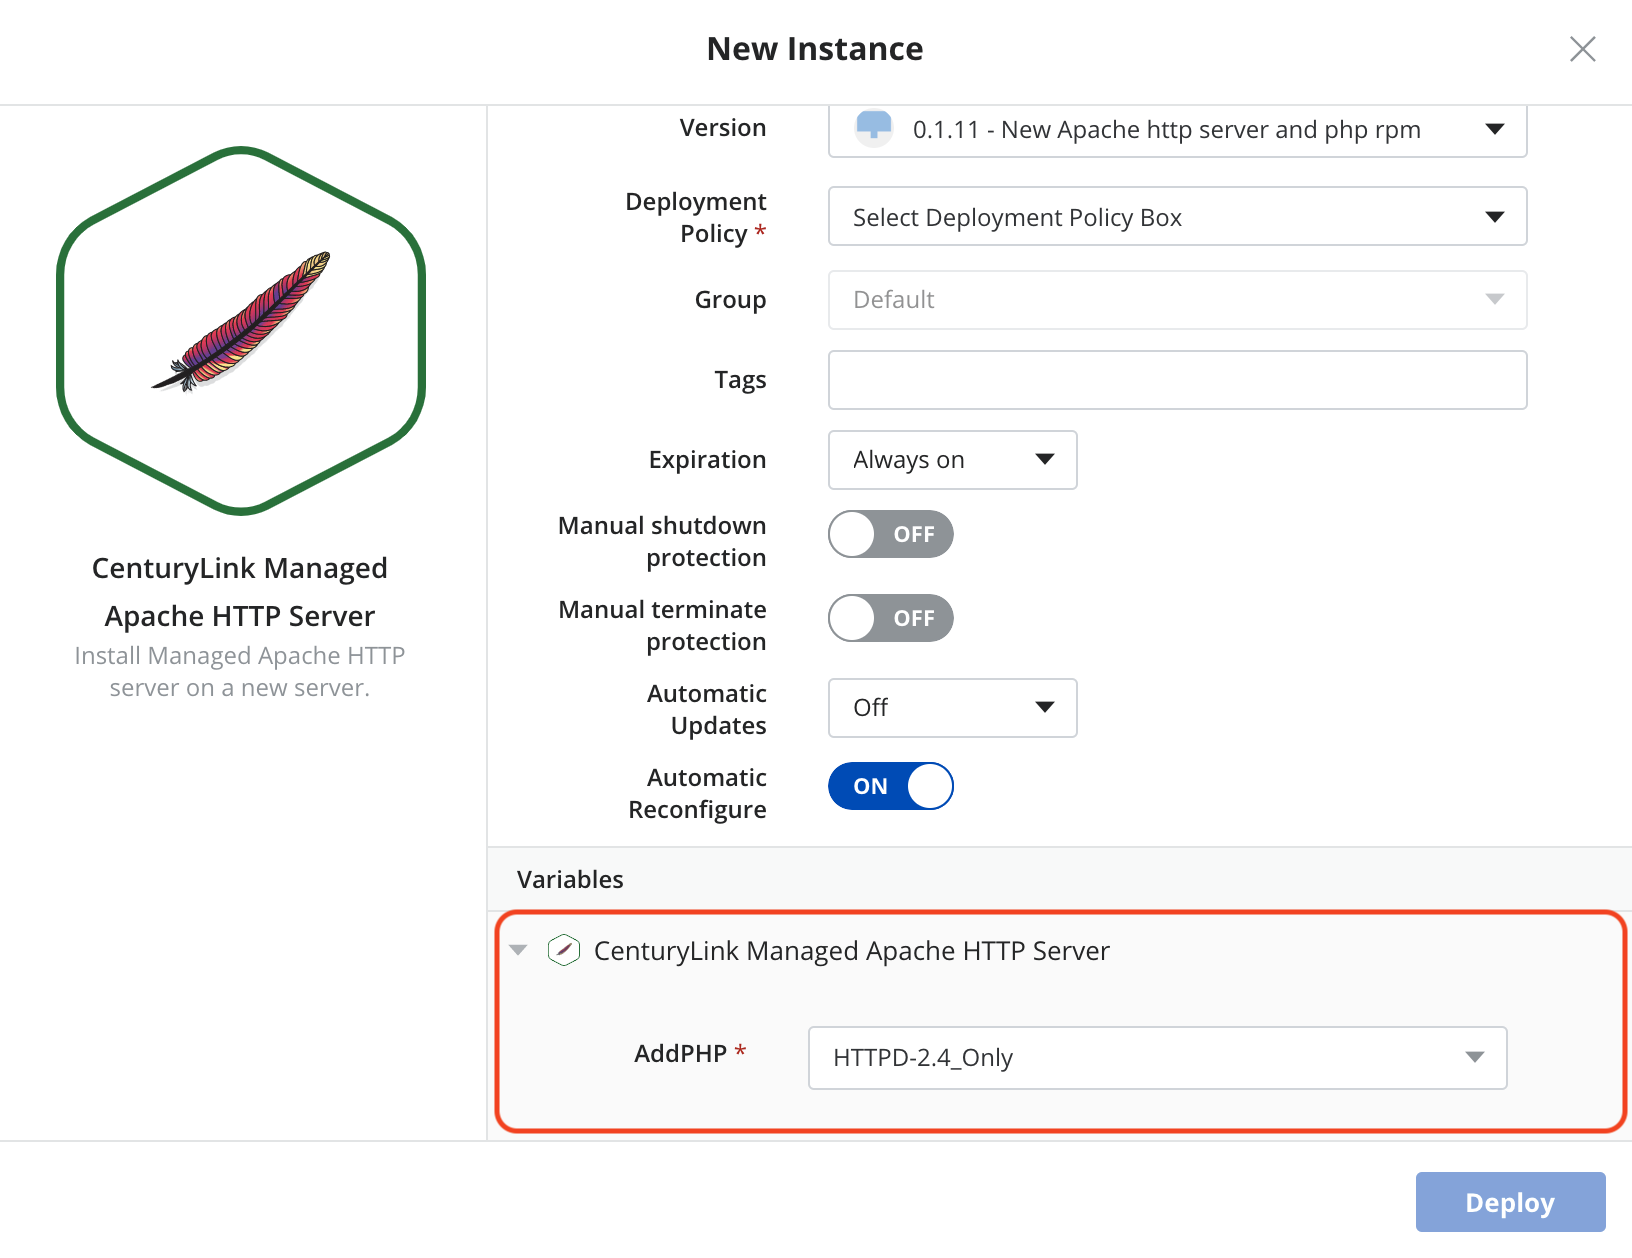 New Instance
CenturyLink Managed
Apache HTTP Server
Install Managed Apache HTTP
server on a new server.
Version
0.1.11 - New Apache http server and php rpm
Deployment
Policy *
Select Deployment Policy Box
Group
Default
Tags
Expiration
Always on
Manual shutdown
protection
OFF
Manual terminate
protection
OFF
Automatic
Updates
Off
Automatic
Reconfigure
ON
Variables
CenturyLink Managed Apache HTTP Server
AddPHP *
HTTPD-2.4_Only
Deploy